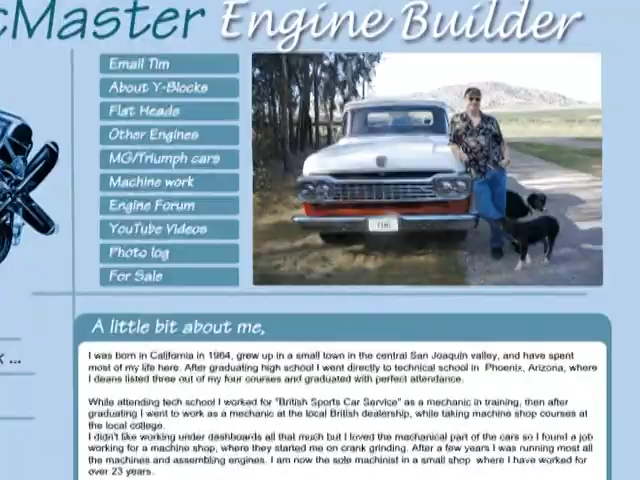 cMaster Engine Builder
Email Tim
About Y-Blocks
Flat Heads
Other Engines
MG/Triumph cars
Machine work
Engine Forum
YouTube Videos
Photo log
For Sale
A little bit about me,
k ...
I was born in California in 1964, grew up in a small town in the central San Joaquin valley, and have spent
most of my life here. After graduating high school I went directly to technical school in Phoenix, Arizona, where
I deans listed three out of my four courses and graduated with perfect attendance.
While attending tech school I worked for "British Sports Car Service" as a mechanic in training, then after
graduating I went to work as a mechanic at the local British dealership, while taking machine shop courses at
the local college.
I didn't like working under dashboards all that much but I loved the mechanical part of the cars so I found a job
working for a machine shop, where they started me on crank grinding. After a few years I was running most all
the machines and assembling engines. I am now the sole machinist in a small shop where I have worked for
over 23 years.